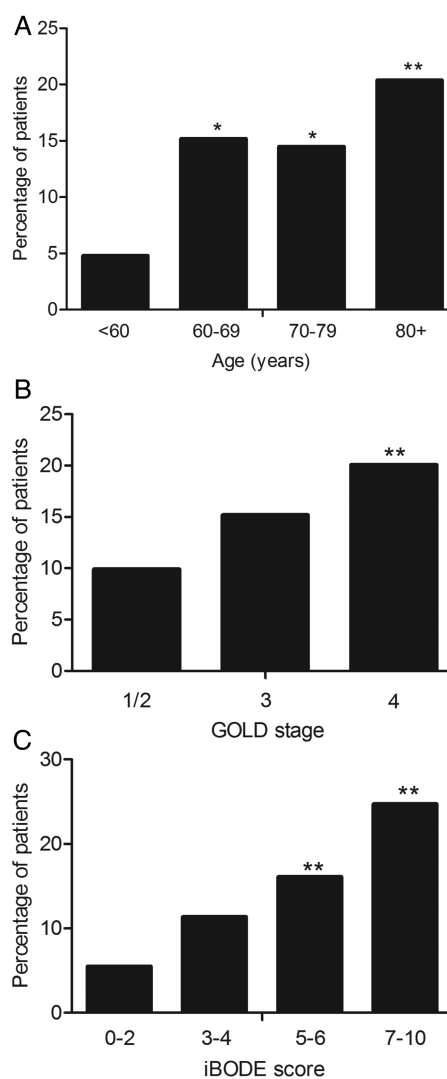 A
Percentage of patients
25
20
15
10
5
0
* * **
<60 60-69 70-79 80+
Age (years)
B
Percentage of patients
25
20
15
10
5
0
**
1/2 3 4
GOLD stage
C
Percentage of patients
30
20
10
0
** **
0-2 3-4 5-6 7-10
iBODE score